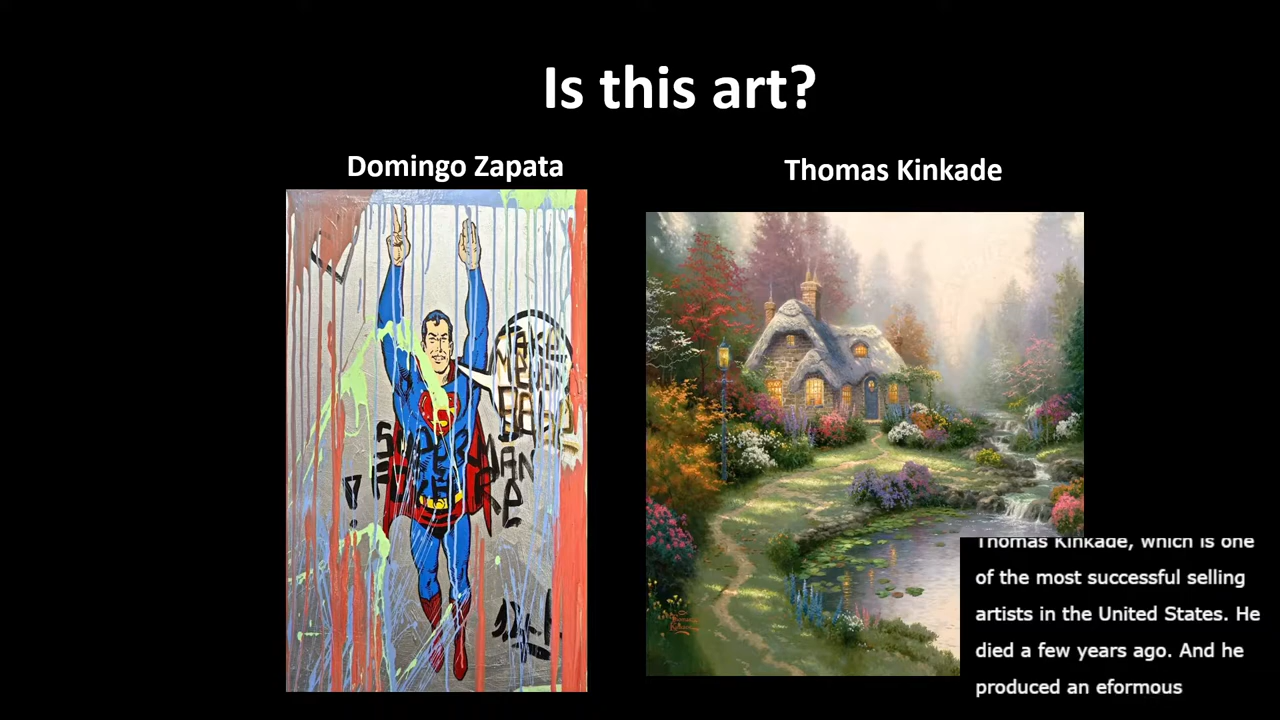 Is this art?
Domingo Zapata
Thomas Kinkade
SUPERMAN
Thomas Kinkade, which is one
of the most successful selling
artists in the United States. He
died a few years ago. And he
produced an eformous